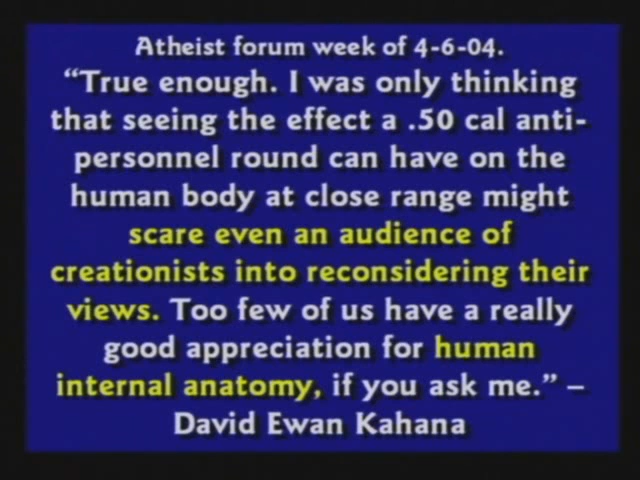 Atheist forum week of 4-6-04.
“True enough. I was only thinking
that seeing the effect a .50 cal anti-
personnel round can have on the
human body at close range might
scare even an audience of
creationists into reconsidering their
views. Too few of us have a really
good appreciation for human
internal anatomy, if you ask me.” –
David Ewan Kahana